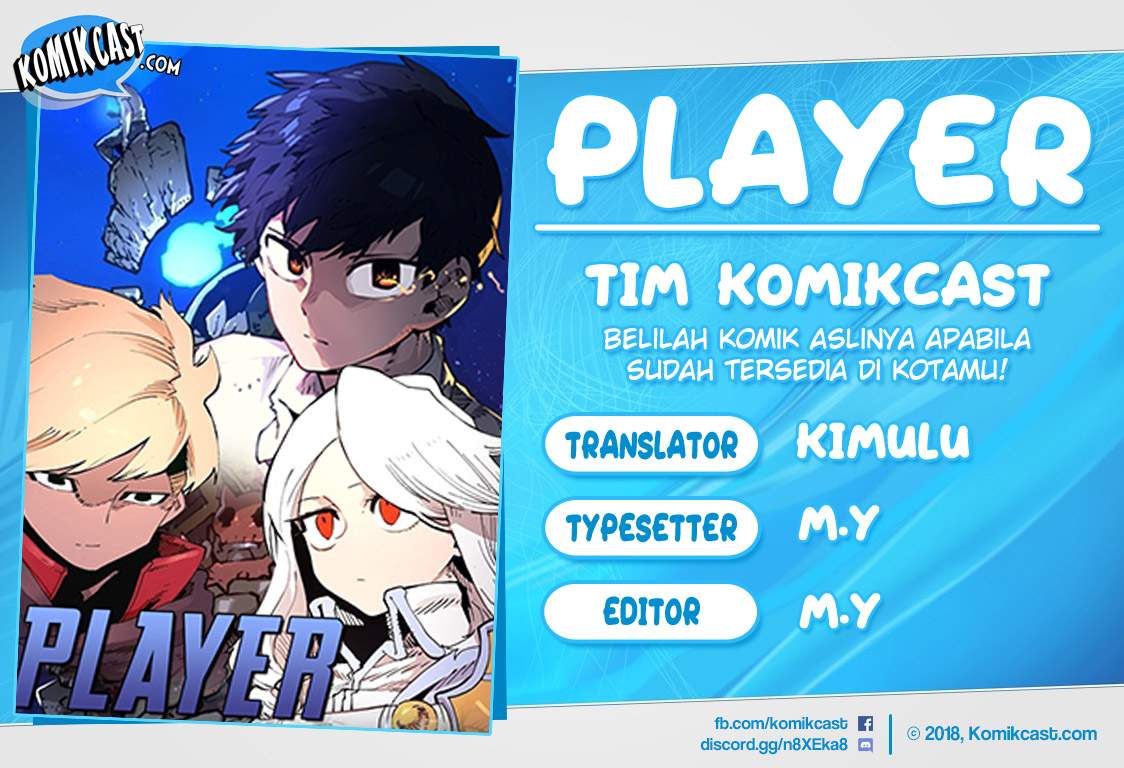 KOMIKCAST.COM
PLAYER
PLAYER
TIM KOMIKCAST
BELILAH KOMIK ASLINYA APABILA
SUDAH TERSEDIA DI KOTAMU!
TRANSLATOR KIMULU
TYPESETTER M.Y
EDITOR M.Y
fb.com/komikcast
discord.gg/n8XEka8
© 2018, Komikcast.com